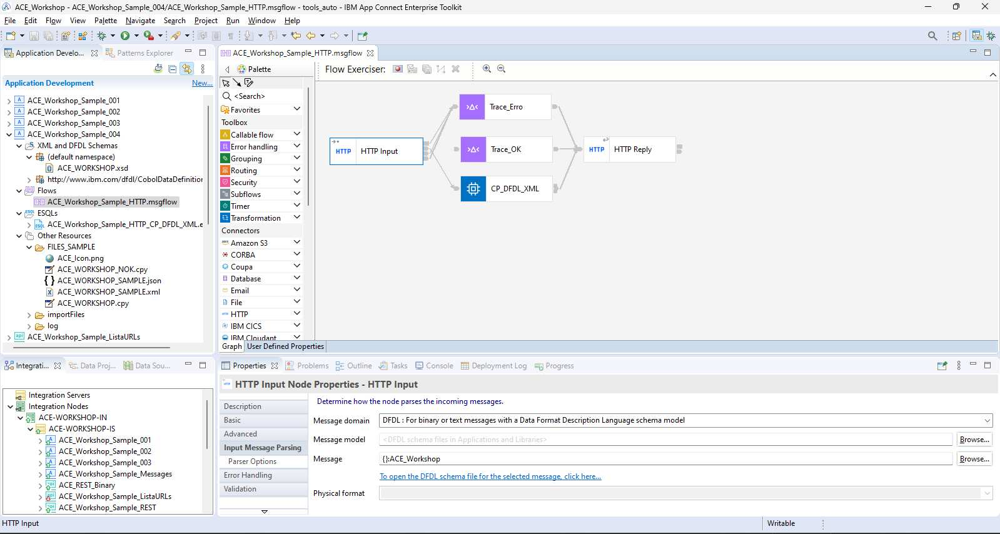 ACE_Workshop - ACE_Workshop_Sample_004/ACE_Workshop_Sample_HTTP.msgflow - tools_auto - IBM App Connect Enterprise Toolkit
File Edit Flow View Palette Navigate Search Project Run Window Help
Application Develo... Patterns Explorer
Application Development New...
ACE_Workshop_Sample_001
ACE_Workshop_Sample_002
ACE_Workshop_Sample_003
ACE_Workshop_Sample_004
XML and DFDL Schemas
(default namespace)
ACE_WORKSHOP.xsd
http://www.ibm.com/dfdl/CobolDataDefinition
Flows
ACE_Workshop_Sample_HTTP.msgflow
ESQLs
ACE_Workshop_Sample_HTTP_CP_DFDL_XML.e
Other Resources
FILES_SAMPLE
ACE_Icon.png
ACE_WORKSHOP_NOK.cpy
ACE_WORKSHOP_SAMPLE.json
ACE_WORKSHOP_SAMPLE.xml
ACE_WORKSHOP.cpy
importFiles
log
ACE_Workshop_Sample_ListaURLs
ACE_Workshop_Sample_HTTP.msgflow
Palette
<Search>
Favorites
Toolbox
Callable flow
Error handling
Grouping
Routing
Security
Subflows
Timer
Transformation
Connectors
Amazon S3
CORBA
Coupa
Database
Email
File
HTTP
IBM CICS
IBM Cloudant
Flow Exerciser:
Trace_Erro
HTTP HTTP Input
Trace_OK
HTTP HTTP Reply
CP_DFDL_XML
Graph User Defined Properties
Integrati... Data Proj... Data Sou...
Integration Servers
Integration Nodes
ACE-WORKSHOP-IN
ACE-WORKSHOP-IS
ACE_Workshop_Sample_001
ACE_Workshop_Sample_002
ACE_Workshop_Sample_003
ACE_Workshop_Sample_Messages
ACE_REST_Binary
ACE_Workshop_Sample_ListaURLs
ACE_Workshop_Sample_REST
Properties Problems Outline Tasks Console Deployment Log Progress
HTTP Input Node Properties - HTTP Input
Description
Basic
Advanced
Input Message Parsing
Parser Options
Error Handling
Validation
Determine how the node parses the incoming messages.
Message domain DFDL : For binary or text messages with a Data Format Description Language schema model
Message model <DFDL schema files in Applications and Libraries> Browse...
Message {}:ACE_Workshop Browse...
To open the DFDL schema file for the selected message, click here...
Physical format
HTTP Input Writable